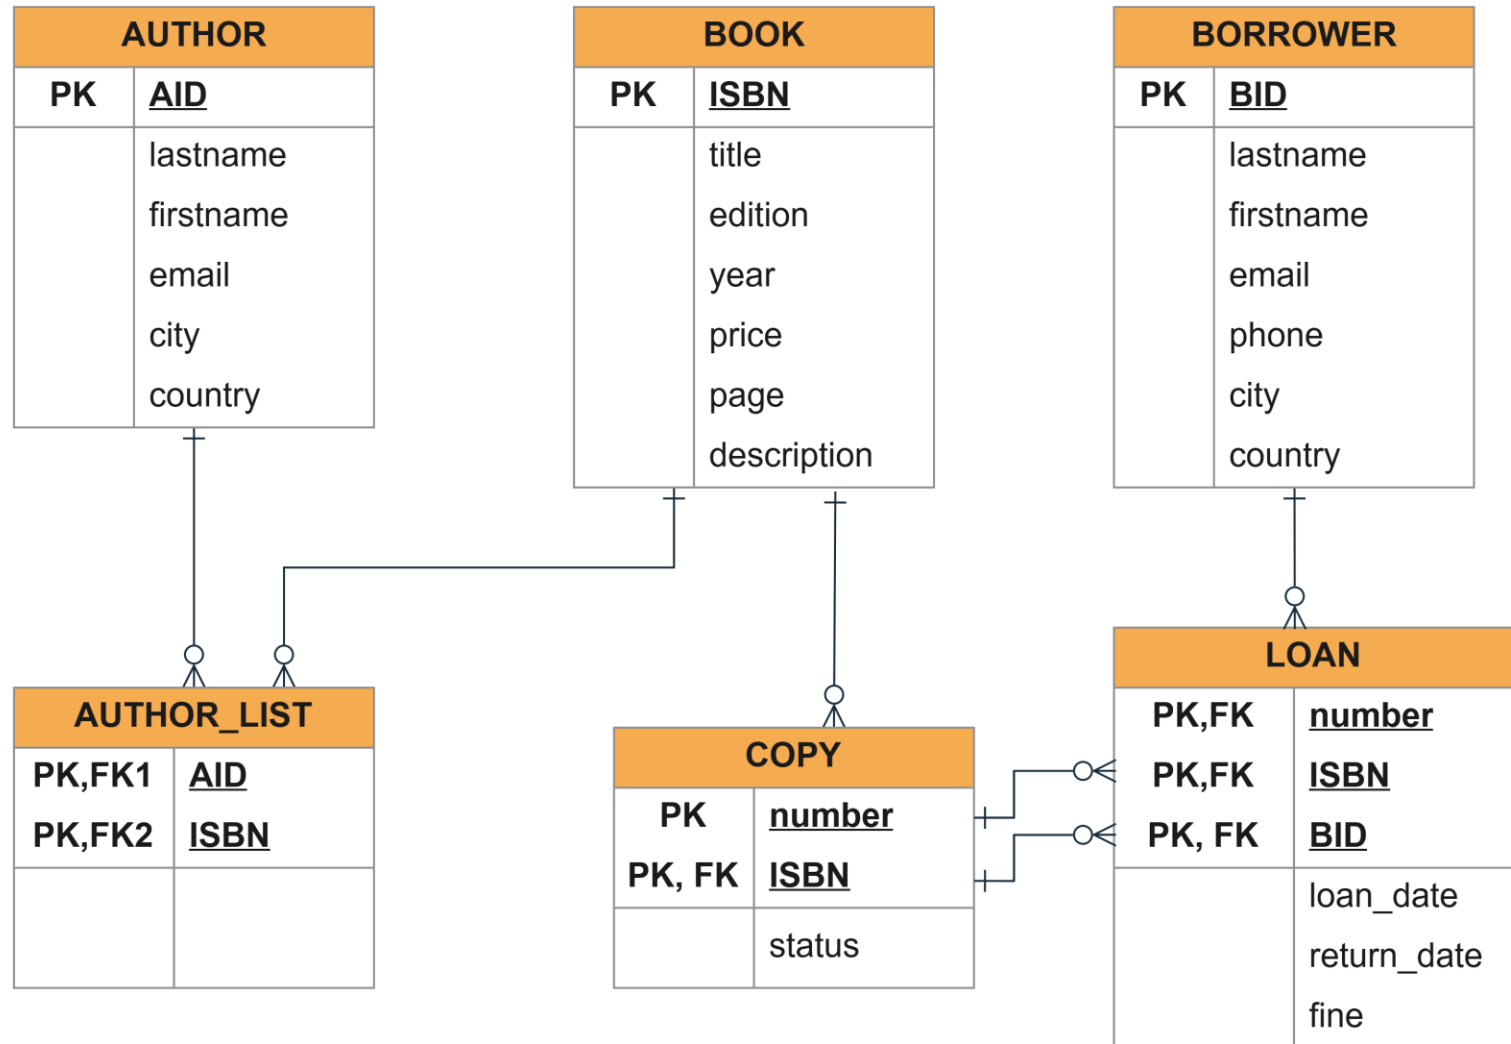 AUTHOR
PK AID
lastname
firstname
email
city
country
BOOK
PK ISBN
title
edition
year
price
page
description
BORROWER
PK BID
lastname
firstname
email
phone
city
country
AUTHOR_LIST
PK,FK1 AID
PK,FK2 ISBN
COPY
PK number
PK, FK ISBN
status
LOAN
PK,FK number
PK,FK ISBN
PK, FK BID
loan_date
return_date
fine